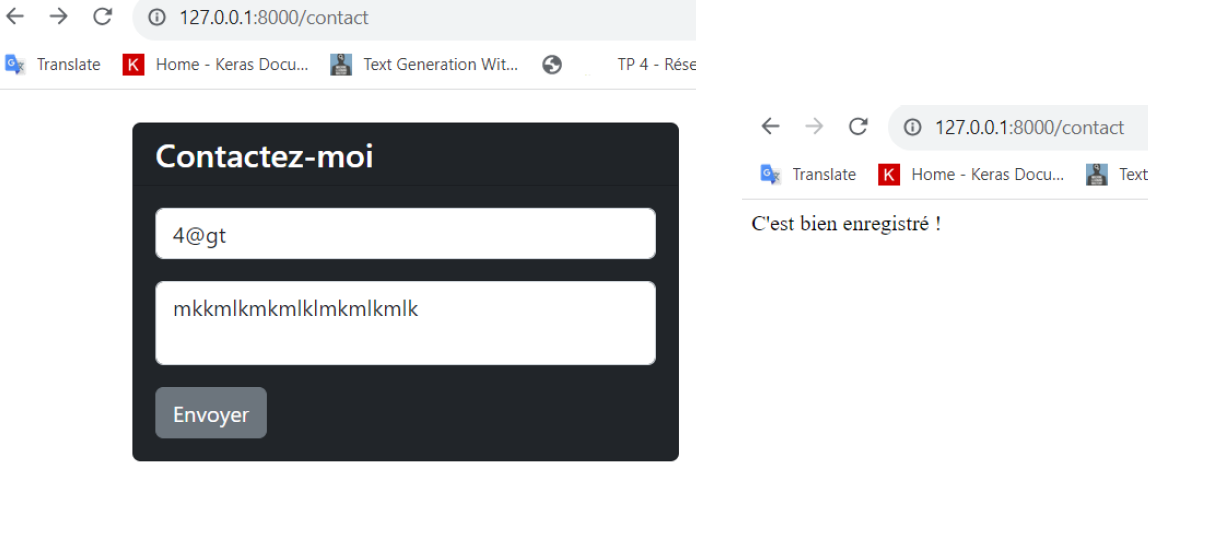 127.0.0.1:8000/contact
Translate K Home - Keras Docu... Text Generation Wit... TP 4 - Rése
Contactez-moi
4@gt
mkkmlkmkmlklmkmlkmlk
Envoyer
127.0.0.1:8000/contact
Translate K Home - Keras Docu... Text
C'est bien enregistré !